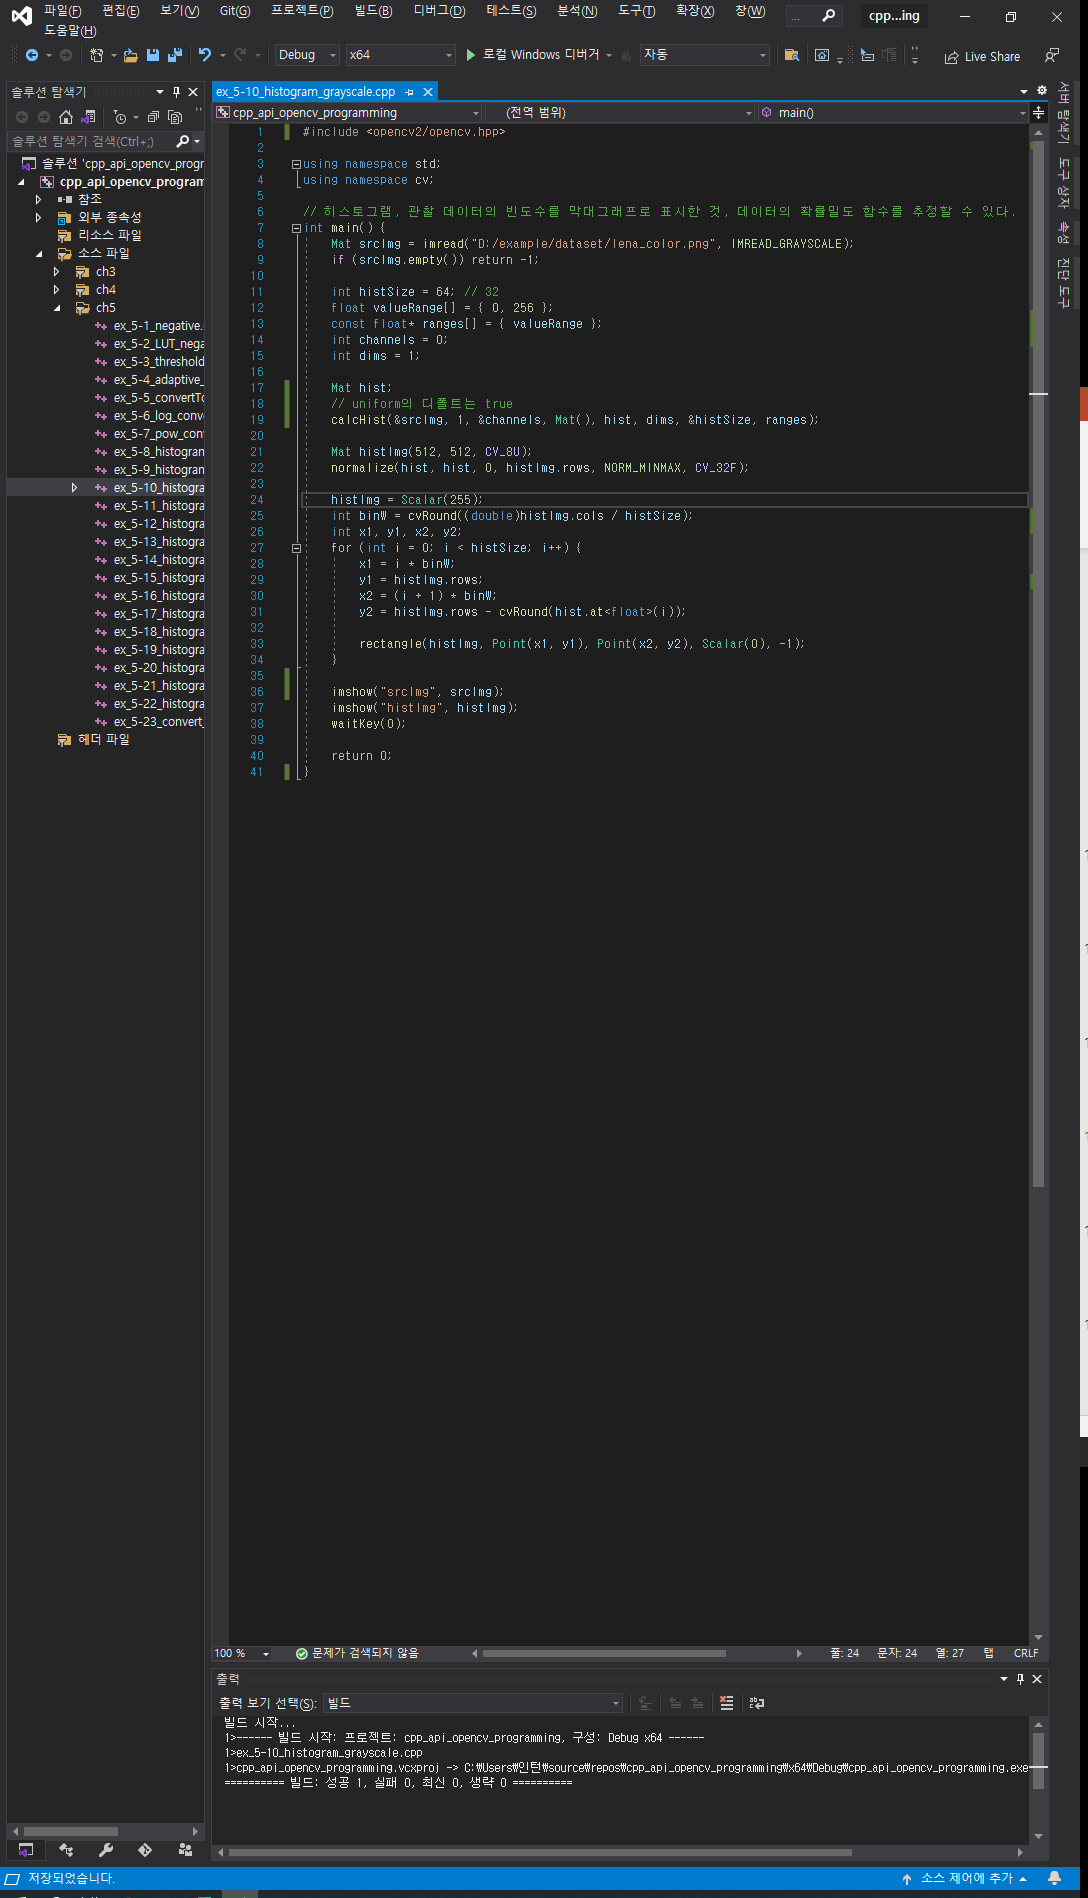 파일(F) 편집(E) 보기(V) Git(G) 프로젝트(P) 빌드(B) 디버그(D) 테스트(S) 분석(N) 도구(T) 확장(X) 창(W) ... cpp...ing
도움말(H)
Debug x64 로컬 Windows 디버거 자동 Live Share
솔루션 탐색기
솔루션 탐색기 검색(Ctrl+;)
솔루션 'cpp_api_opencv_progr
cpp_api_opencv_program
참조
외부 종속성
리소스 파일
소스 파일
ch3
ch4
ch5
ex_5-1_negative.
ex_5-2_LUT_nega
ex_5-3_threshold
ex_5-4_adaptive_
ex_5-5_convertTo
ex_5-6_log_conv
ex_5-7_pow_con
ex_5-8_histogran
ex_5-9_histogran
ex_5-10_histogra
ex_5-11_histogra
ex_5-12_histogra
ex_5-13_histogra
ex_5-14_histogra
ex_5-15_histogra
ex_5-16_histogra
ex_5-17_histogra
ex_5-18_histogra
ex_5-19_histogra
ex_5-20_histogra
ex_5-21_histogra
ex_5-22_histogra
ex_5-23_convert_
헤더 파일
ex_5-10_histogram_grayscale.cpp
cpp_api_opencv_programming (전역 범위) main()
1 #include <opencv2/opencv.hpp>
2
3 using namespace std;
4 using namespace cv;
5
6 // 히스토그램, 관찰 데이터의 빈도수를 막대그래프로 표시한 것, 데이터의 확률밀도 함수를 추정할 수 있다.
7 int main() {
8 Mat srcImg = imread("D:/example/dataset/lena_color.png", IMREAD_GRAYSCALE);
9 if (srcImg.empty()) return -1;
10
11 int histSize = 64; // 32
12 float valueRange[] = { 0, 256 };
13 const float* ranges[] = { valueRange };
14 int channels = 0;
15 int dims = 1;
16
17 Mat hist;
18 // uniform의 디폴트는 true
19 calcHist(&srcImg, 1, &channels, Mat(), hist, dims, &histSize, ranges);
20
21 Mat histImg(512, 512, CV_8U);
22 normalize(hist, hist, 0, histImg.rows, NORM_MINMAX, CV_32F);
23
24 histImg = Scalar(255);
25 int binW = cvRound((double)histImg.cols / histSize);
26 int x1, y1, x2, y2;
27 for (int i = 0; i < histSize; i++) {
28 x1 = i * binW;
29 y1 = histImg.rows;
30 x2 = (i + 1) * binW;
31 y2 = histImg.rows - cvRound(hist.at<float>(i));
32
33 rectangle(histImg, Point(x1, y1), Point(x2, y2), Scalar(0), -1);
34 }
35
36 imshow("srcImg", srcImg);
37 imshow("histImg", histImg);
38 waitKey(0);
39
40 return 0;
41 }
서버 탐색기
도구 상자
속성
진단 도구
100 % 문제가 검색되지 않음 줄: 24 문자: 24 열: 27 탭 CRLF
출력
출력 보기 선택(S): 빌드
빌드 시작...
1>------ 빌드 시작: 프로젝트: cpp_api_opencv_programming, 구성: Debug x64 ------
1>ex_5-10_histogram_grayscale.cpp
1>cpp_api_opencv_programming.vcxproj -> C:₩Users₩인턴₩source₩repos₩cpp_api_opencv_programming₩x64₩Debug₩cpp_api_opencv_programming.exe
========== 빌드: 성공 1, 실패 0, 최신 0, 생략 0 ==========
저장되었습니다. 소스 제어에 추가